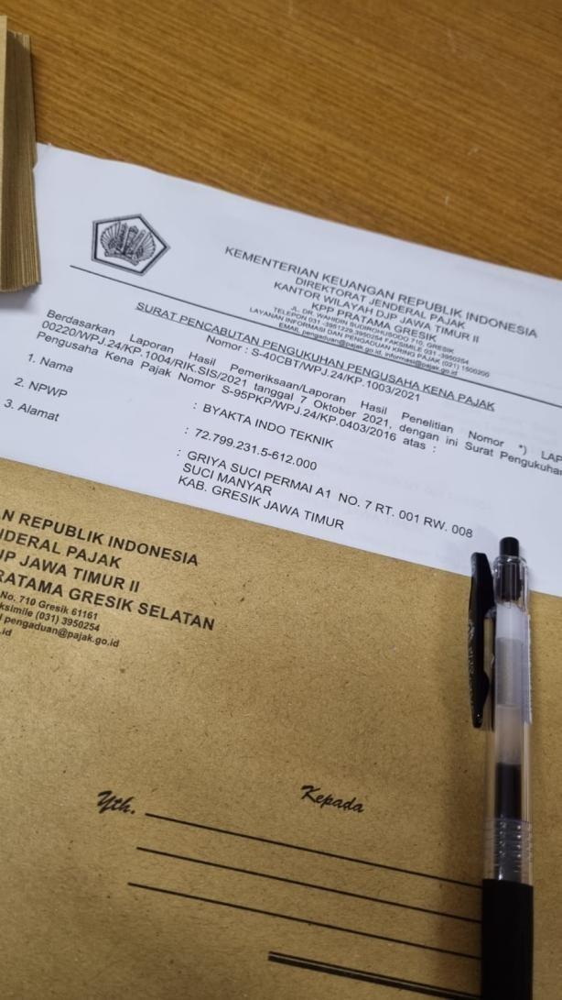 KEMENTERIAN KEUANGAN REPUBLIK INDONESIA
DIREKTORAT JENDERAL PAJAK
KANTOR WILAYAH DJP JAWA TIMUR II
KPP PRATAMA GRESIK
JL. DR. WAHIDIN SUDIROHUSODO 710, GRESIK
TELEPON 031 -3951229,3950254 FAKSIMILE 031 -3950254
LAYANAN INFORMASI DAN PENGADUAN KRING PAJAK (021) 1500200
EMAIL pengaduan@pajak.go.id, informasi@pajak.go.id
SURAT PENCABUTAN PENGUKUHAN PENGUSAHA KENA PAJAK
Nomor : S-40CBT/WPJ.24/KP.1003/2021
Berdasarkan Laporan Hasil Pemeriksaan/Laporan Hasil Penelitian Nomor *) LAP
00220/WPJ.24/KP.1004/RIK.SIS/2021 tanggal 7 Oktober 2021, dengan ini Surat Pengukuhan
Pengusaha Kena Pajak Nomor S-95PKP/WPJ.24/KP.0403/2016 atas :
1. Nama : BYAKTA INDO TEKNIK
2. NPWP : 72.799.231.5-612.000
3. Alamat : GRIYA SUCI PERMAI A1 NO. 7 RT. 001 RW. 008
SUCI MANYAR
KAB. GRESIK JAWA TIMUR
N REPUBLIK INDONESIA
DERAL PAJAK
JP JAWA TIMUR II
RATAMA GRESIK SELATAN
No. 710 Gresik 61161
ksimile (031) 3950254
l pengaduan@pajak.go.id
.id
Kepada
Yth.